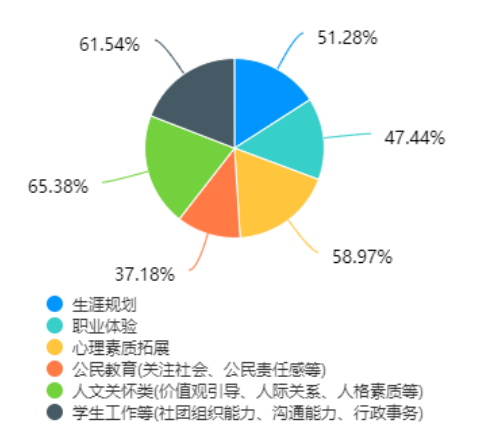 61.54%
51.28%
47.44%
65.38%
58.97%
37.18%
生涯规划
职业体验
心理素质拓展
公民教育(关注社会、公民责任感等)
人文关怀类(价值观引导、人际关系、人格素质等)
学生工作等(社团组织能力、沟通能力、行政事务)